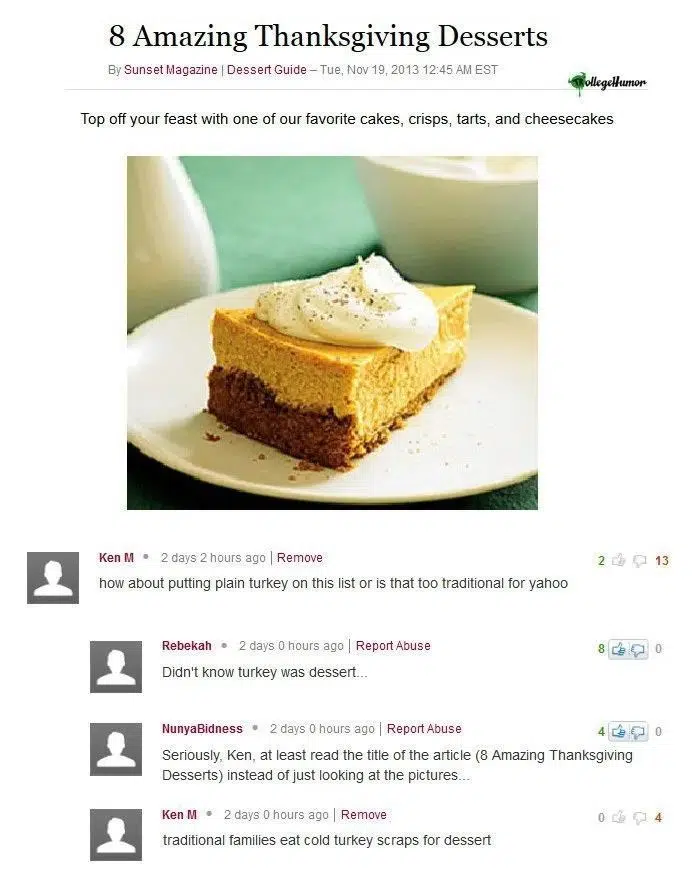 8 Amazing Thanksgiving Desserts
By Sunset Magazine | Dessert Guide – Tue, Nov 19, 2013 12:45 AM EST
CollegeHumor
Top off your feast with one of our favorite cakes, crisps, tarts, and cheesecakes
Ken M • 2 days 2 hours ago | Remove 2 13
how about putting plain turkey on this list or is that too traditional for yahoo
Rebekah • 2 days 0 hours ago | Report Abuse 8 0
Didn't know turkey was dessert...
NunyaBidness • 2 days 0 hours ago | Report Abuse 4 0
Seriously, Ken, at least read the title of the article (8 Amazing Thanksgiving
Desserts) instead of just looking at the pictures...
Ken M • 2 days 0 hours ago | Remove 0 4
traditional families eat cold turkey scraps for dessert